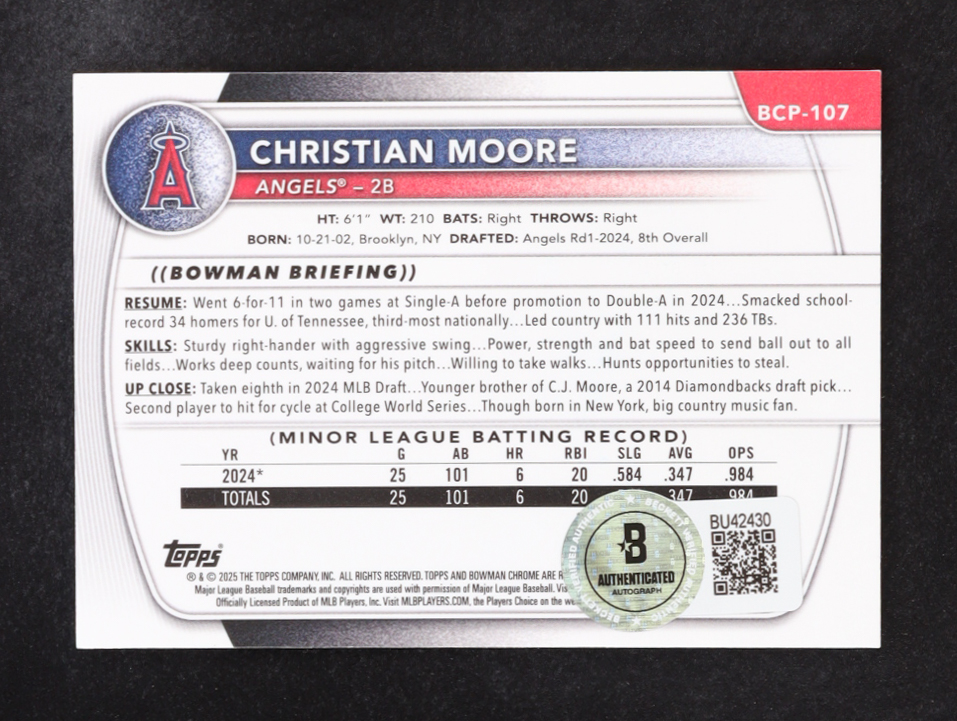 BCP-107
A
CHRISTIAN MOORE
ANGELS® – 2B
HT: 6'1" WT: 210 BATS: Right THROWS: Right
BORN: 10-21-02, Brooklyn, NY DRAFTED: Angels Rd1-2024, 8th Overall
((BOWMAN BRIEFING))
RESUME: Went 6-for-11 in two games at Single-A before promotion to Double-A in 2024...Smacked school-
record 34 homers for U. of Tennessee, third-most nationally...Led country with 111 hits and 236 TBs.
SKILLS: Sturdy right-hander with aggressive swing...Power, strength and bat speed to send ball out to all
fields...Works deep counts, waiting for his pitch...Willing to take walks...Hunts opportunities to steal.
UP CLOSE: Taken eighth in 2024 MLB Draft...Younger brother of C.J. Moore, a 2014 Diamondbacks draft pick...
Second player to hit for cycle at College World Series...Though born in New York, big country music fan.
(MINOR LEAGUE BATTING RECORD)
YR G AB HR RBI SLG AVG OPS
2024* 25 101 6 20 .584 .347 .984
TOTALS 25 101 6 20 .347 .984
Topps®
® & © 2025 THE TOPPS COMPANY, INC. ALL RIGHTS RESERVED. TOPPS AND BOWMAN CHROME ARE
Major League Baseball trademarks and copyrights are used with permission of Major League Baseball.
Officially Licensed Product of MLB Players, Inc. Visit MLBPLAYERS.COM, the Players Choice on the
B
AUTHENTICATED
AUTOGRAPH
BU42430